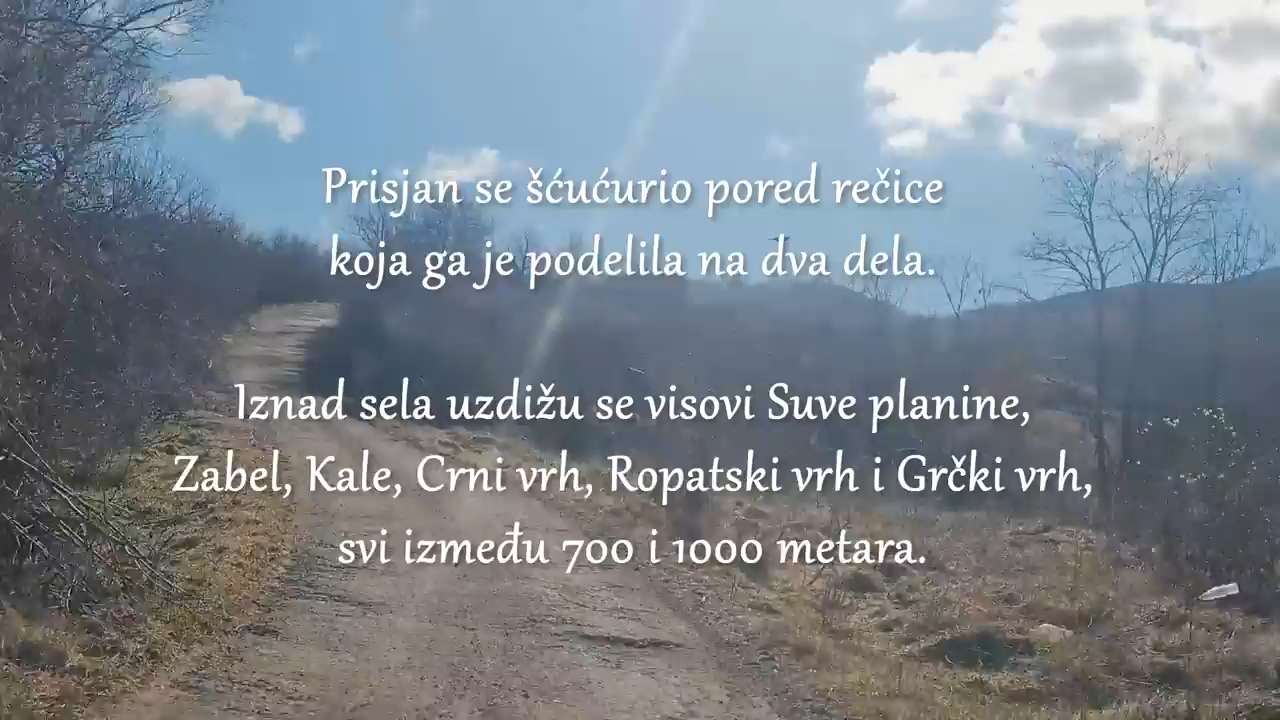 Prisjan se šćućurio pored rečice
koja ga je podelila na dva dela.
Iznad sela uzdižu se visovi Suve planine,
Zabel, Kale, Crni vrh, Ropatski vrh i Grčki vrh,
svi između 700 i 1000 metara.